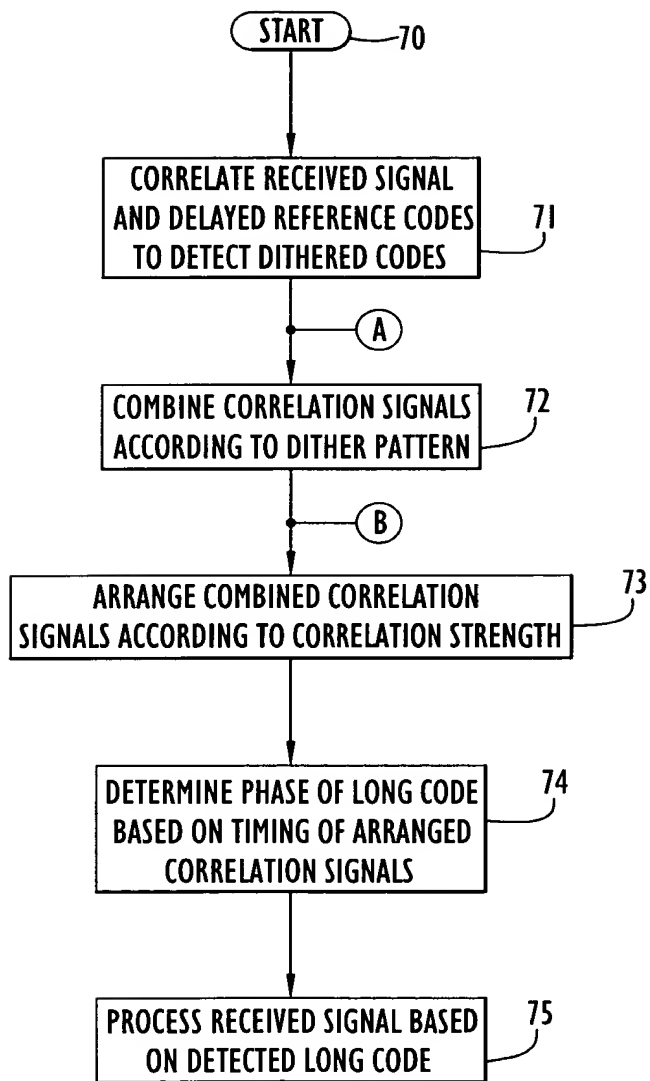 START
70
CORRELATE RECEIVED SIGNAL
AND DELAYED REFERENCE CODES
TO DETECT DITHERED CODES
71
A
COMBINE CORRELATION SIGNALS
ACCORDING TO DITHER PATTERN
72
B
ARRANGE COMBINED CORRELATION
SIGNALS ACCORDING TO CORRELATION STRENGTH
73
DETERMINE PHASE OF LONG CODE
BASED ON TIMING OF ARRANGED
CORRELATION SIGNALS
74
PROCESS RECEIVED SIGNAL BASED
ON DETECTED LONG CODE
75